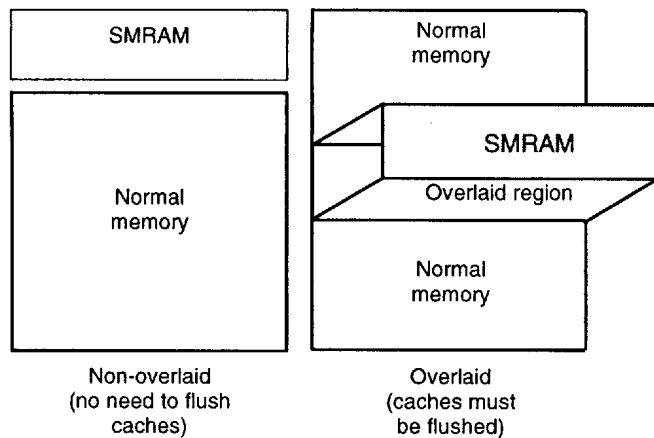 SMRAM
Normal
memory
Non-overlaid
(no need to flush
caches)
Normal
memory
SMRAM
Overlaid region
Normal
memory
Overlaid
(caches must
be flushed)